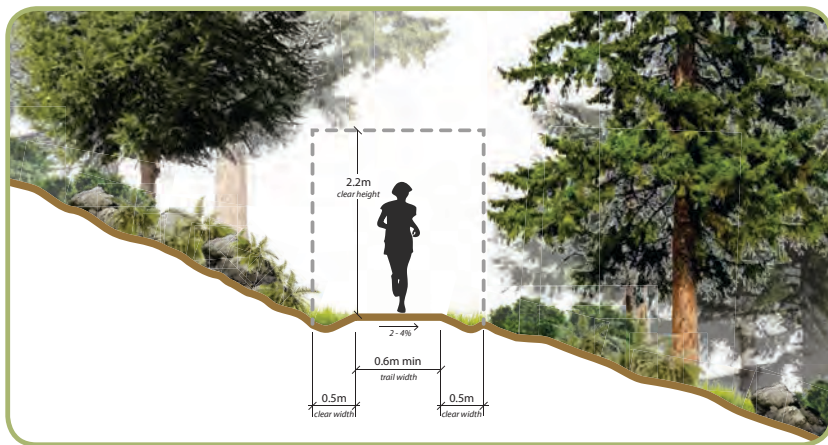 2.2m
clear height
2 - 4%
0.6m min
trail width
0.5m
clear width
0.5m
clear width